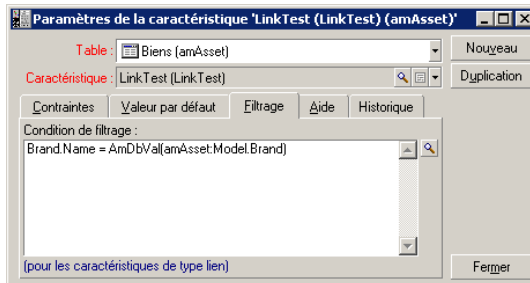 Paramètres de la caractéristique 'LinkTest (LinkTest) (amAsset)'
Table : Biens (amAsset)
Nouveau
Caractéristique : LinkTest (LinkTest)
Duplication
Contraintes Valeur par défaut Filtrage Aide Historique
Condition de filtrage :
Brand.Name = AmDbVal(amAsset:Model.Brand)
(pour les caractéristiques de type lien)
Fermer